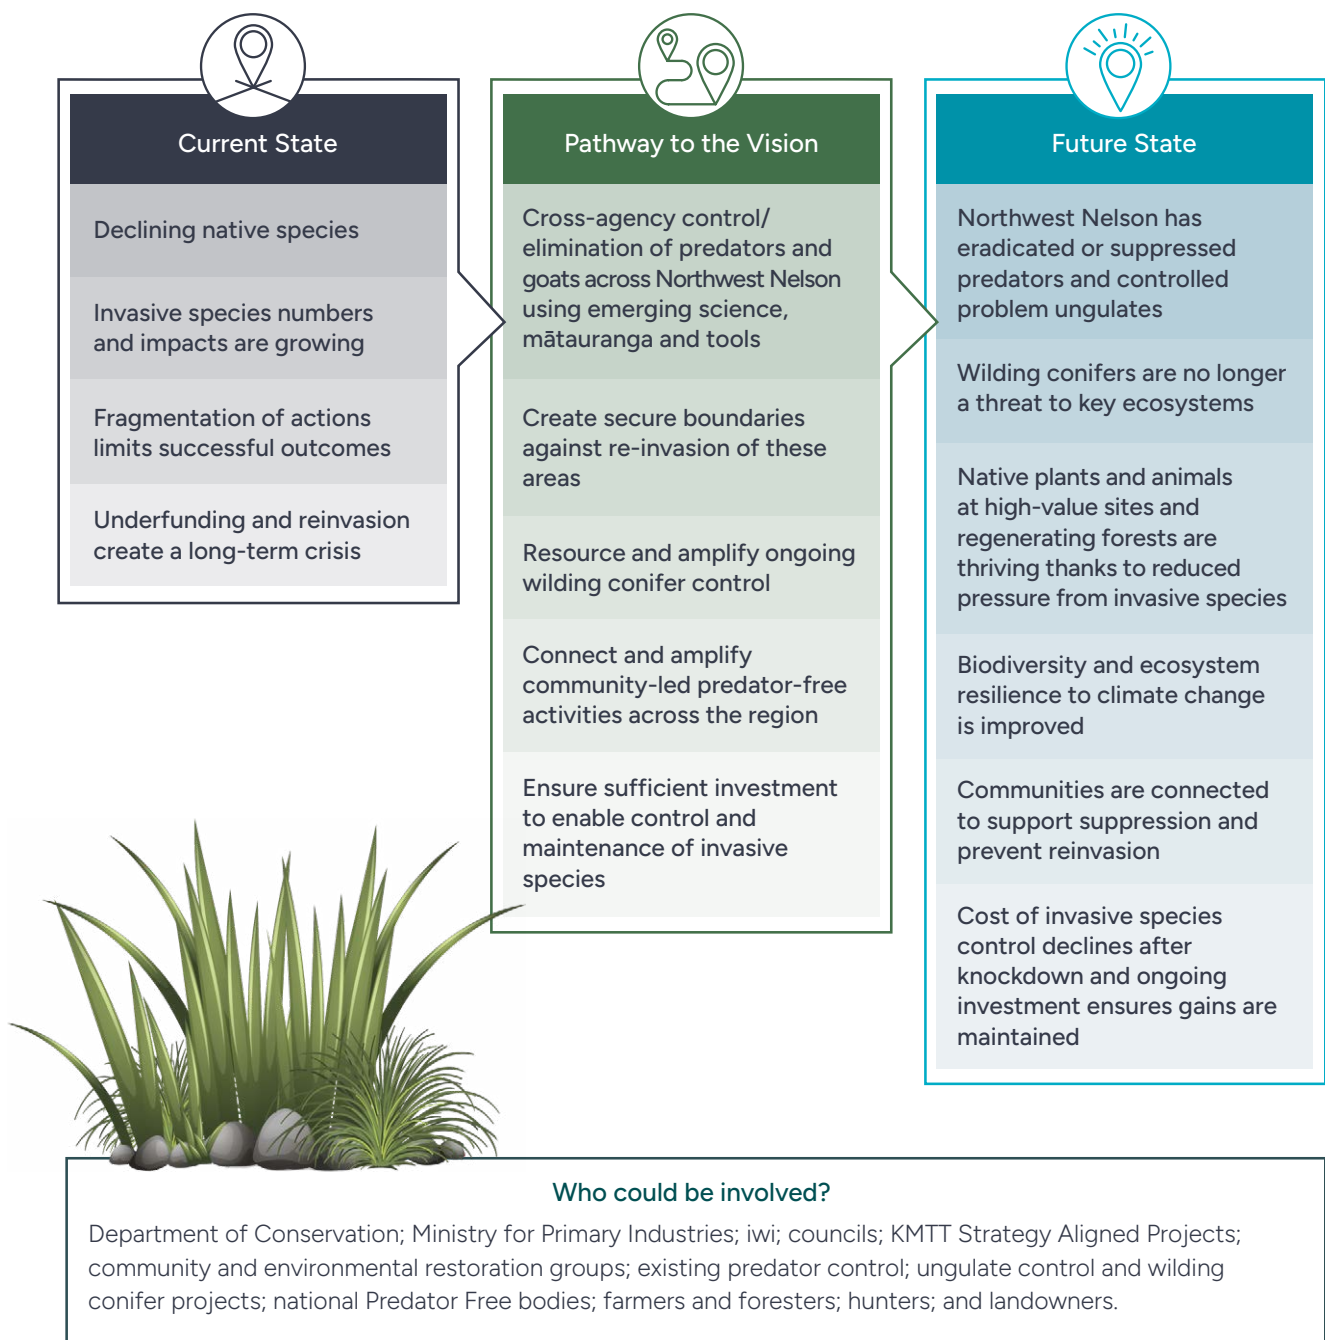 Current State
Declining native species
Invasive species numbers
and impacts are growing
Fragmentation of actions
limits successful outcomes
Underfunding and reinvasion
create a long-term crisis
Pathway to the Vision
Cross-agency control/
elimination of predators and
goats across Northwest Nelson
using emerging science,
mātauranga and tools
Create secure boundaries
against re-invasion of these
areas
Resource and amplify ongoing
wilding conifer control
Connect and amplify
community-led predator-free
activities across the region
Ensure sufficient investment
to enable control and
maintenance of invasive
species
Future State
Northwest Nelson has
eradicated or suppressed
predators and controlled
problem ungulates
Wilding conifers are no longer
a threat to key ecosystems
Native plants and animals
at high-value sites and
regenerating forests are
thriving thanks to reduced
pressure from invasive species
Biodiversity and ecosystem
resilience to climate change
is improved
Communities are connected
to support suppression and
prevent reinvasion
Cost of invasive species
control declines after
knockdown and ongoing
investment ensures gains are
maintained
Who could be involved?
Department of Conservation; Ministry for Primary Industries; iwi; councils; KMTT Strategy Aligned Projects;
community and environmental restoration groups; existing predator control; ungulate control and wilding
conifer projects; national Predator Free bodies; farmers and foresters; hunters; and landowners.